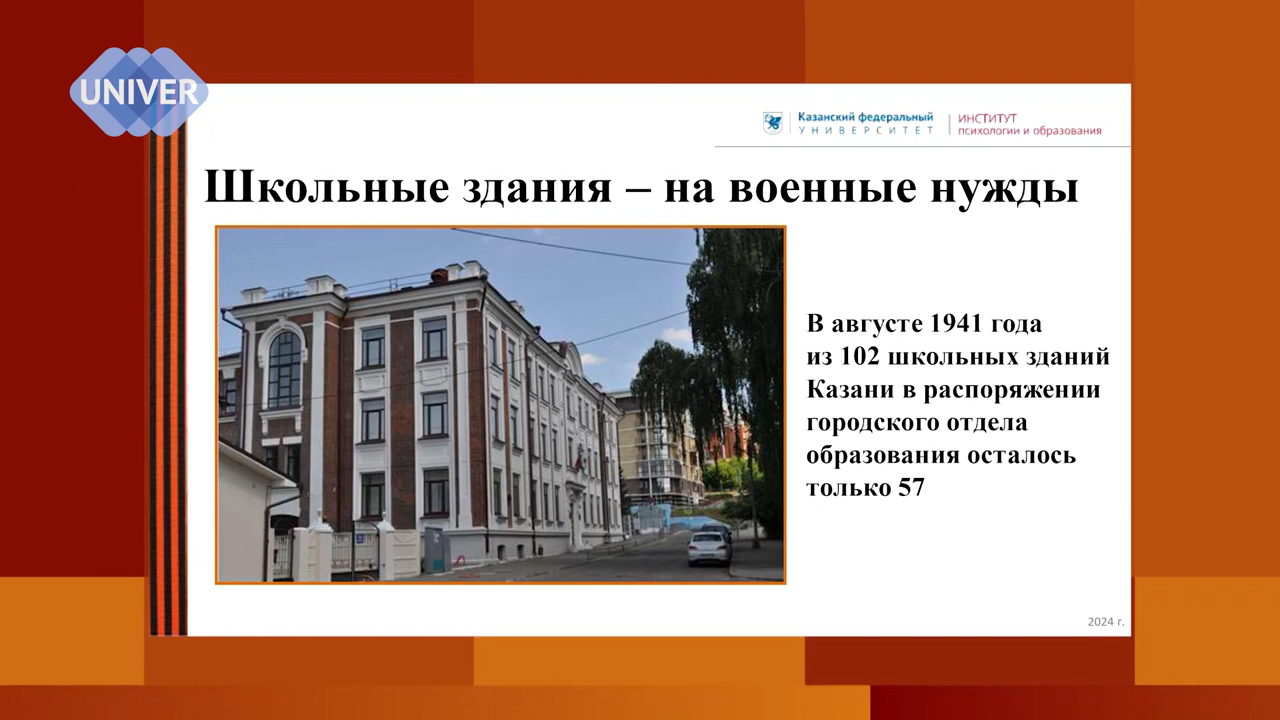 UNIVER
Казанский федеральный
УНИВЕРСИТЕТ
ИНСТИТУТ
психологии и образования
Школьные здания – на военные нужды
В августе 1941 года
из 102 школьных зданий
Казани в распоряжении
городского отдела
образования осталось
только 57
2024 г.